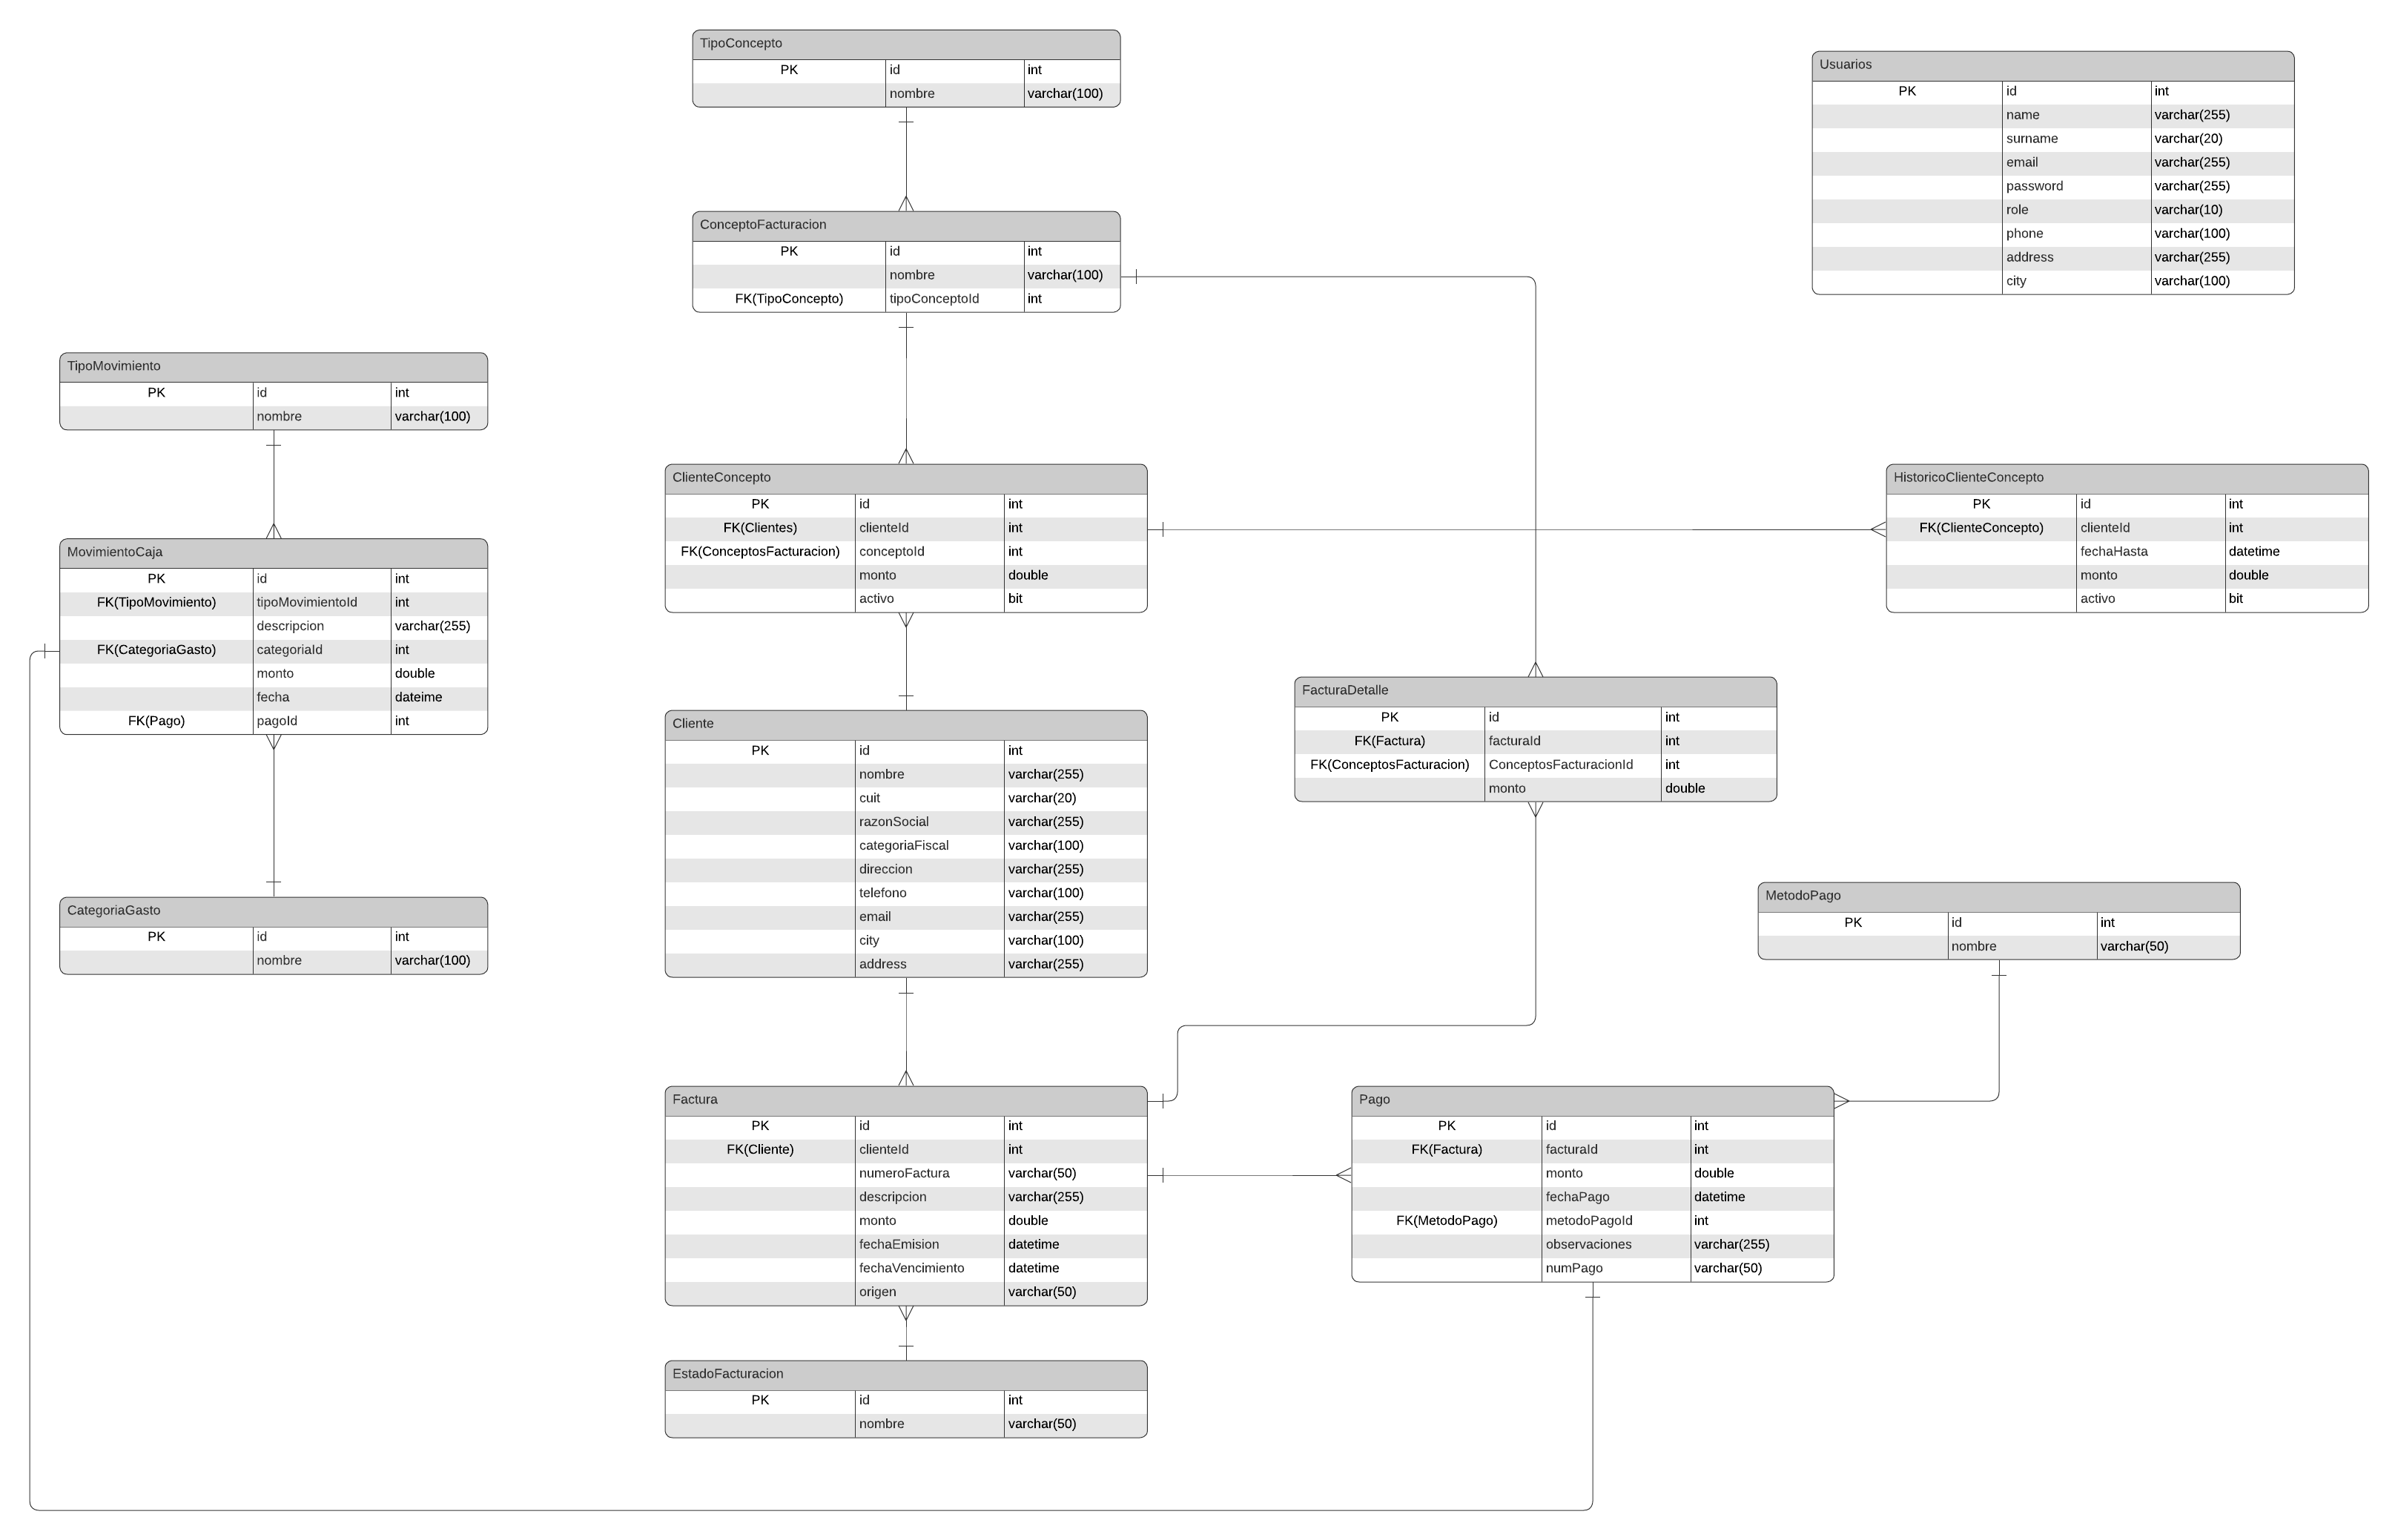 TipoConcepto
PK id int
nombre varchar(100)
Usuarios
PK id int
name varchar(255)
surname varchar(20)
email varchar(255)
password varchar(255)
role varchar(10)
phone varchar(100)
address varchar(255)
city varchar(100)
ConceptoFacturacion
PK id int
nombre varchar(100)
FK(TipoConcepto) tipoConceptoId int
TipoMovimiento
PK id int
nombre varchar(100)
ClienteConcepto
PK id int
FK(Clientes) clienteId int
FK(ConceptosFacturacion) conceptoId int
monto double
activo bit
HistoricoClienteConcepto
PK id int
FK(ClienteConcepto) clienteId int
fechaHasta datetime
monto double
activo bit
MovimientoCaja
PK id int
FK(TipoMovimiento) tipoMovimientoId int
descripcion varchar(255)
FK(CategoriaGasto) categoriaId int
monto double
fecha dateime
FK(Pago) pagoId int
FacturaDetalle
PK id int
FK(Factura) facturaId int
FK(ConceptosFacturacion) ConceptosFacturacionId int
monto double
Cliente
PK id int
nombre varchar(255)
cuit varchar(20)
razonSocial varchar(255)
categoriaFiscal varchar(100)
direccion varchar(255)
telefono varchar(100)
email varchar(255)
city varchar(100)
address varchar(255)
CategoriaGasto
PK id int
nombre varchar(100)
MetodoPago
PK id int
nombre varchar(50)
Factura
PK id int
FK(Cliente) clienteId int
numeroFactura varchar(50)
descripcion varchar(255)
monto double
fechaEmision datetime
fechaVencimiento datetime
origen varchar(50)
Pago
PK id int
FK(Factura) facturaId int
monto double
fechaPago datetime
FK(MetodoPago) metodoPagoId int
observaciones varchar(255)
numPago varchar(50)
EstadoFacturacion
PK id int
nombre varchar(50)